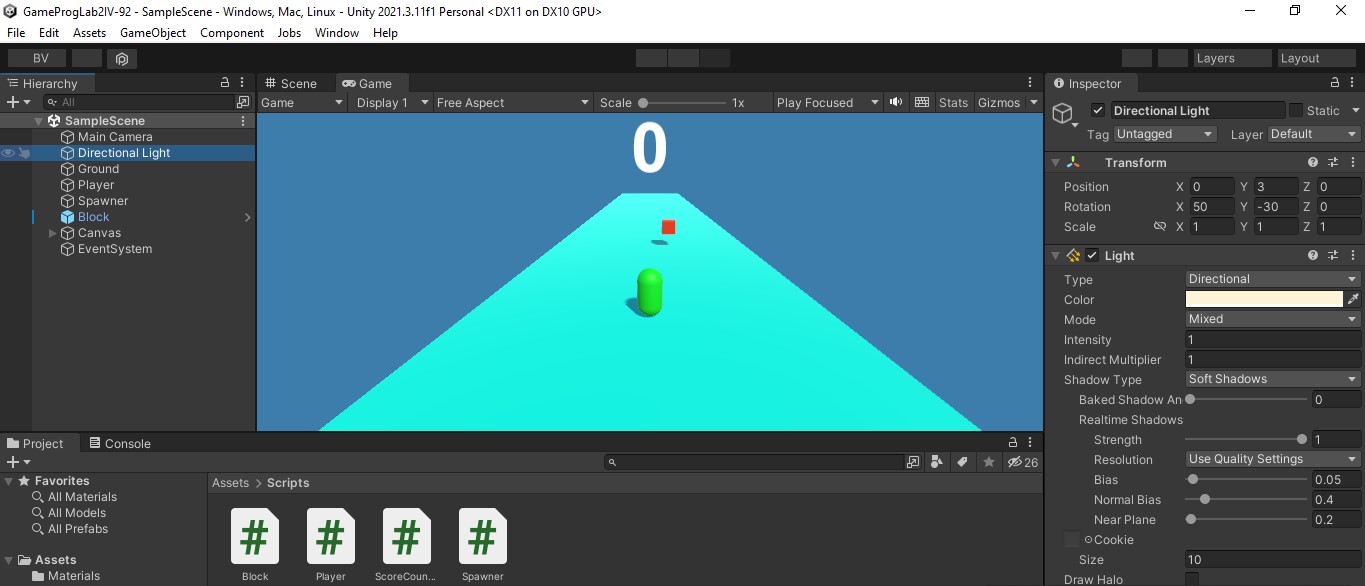 GameProgLab2IV-92 - SampleScene - Windows, Mac, Linux - Unity 2021.3.11f1 Personal <DX11 on DX10 GPU>
File Edit Assets GameObject Component Jobs Window Help
BV Layers Layout
Hierarchy
All
SampleScene
Main Camera
Directional Light
Ground
Player
Spawner
Block
Canvas
EventSystem
Scene Game
Game Display 1 Free Aspect Scale 1x Play Focused Stats Gizmos
0
Inspector
Directional Light Static
Tag Untagged Layer Default
Transform
Position X 0 Y 3 Z 0
Rotation X 50 Y -30 Z 0
Scale X 1 Y 1 Z 1
Light
Type Directional
Color
Mode Mixed
Intensity 1
Indirect Multiplier 1
Shadow Type Soft Shadows
Baked Shadow An 0
Realtime Shadows
Strength 1
Resolution Use Quality Settings
Bias 0.05
Normal Bias 0.4
Near Plane 0.2
Cookie
Size 10
Draw Halo
Project Console
26
Favorites
All Materials
All Models
All Prefabs
Assets
Materials
Assets > Scripts
# # # #
Block Player ScoreCoun... Spawner